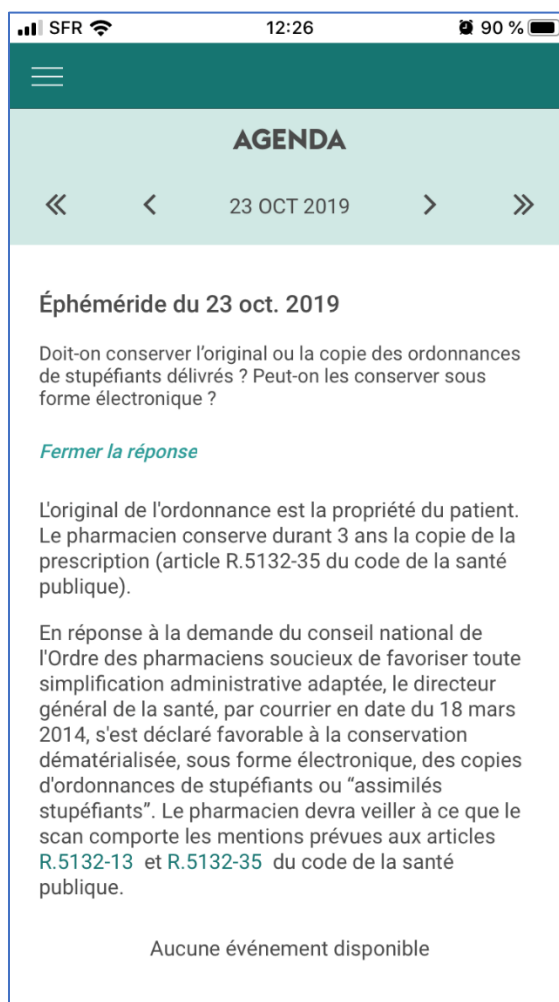 SFR 12:26 90 %
AGENDA
23 OCT 2019
Éphéméride du 23 oct. 2019
Doit-on conserver l'original ou la copie des ordonnances
de stupéfiants délivrés ? Peut-on les conserver sous
forme électronique ?
Fermer la réponse
L'original de l'ordonnance est la propriété du patient.
Le pharmacien conserve durant 3 ans la copie de la
prescription (article R.5132-35 du code de la santé
publique).
En réponse à la demande du conseil national de
l'Ordre des pharmaciens soucieux de favoriser toute
simplification administrative adaptée, le directeur
général de la santé, par courrier en date du 18 mars
2014, s'est déclaré favorable à la conservation
dématérialisée, sous forme électronique, des copies
d'ordonnances de stupéfiants ou “assimilés
stupéfiants”. Le pharmacien devra veiller à ce que le
scan comporte les mentions prévues aux articles
R.5132-13 et R.5132-35 du code de la santé
publique.
Aucune événement disponible